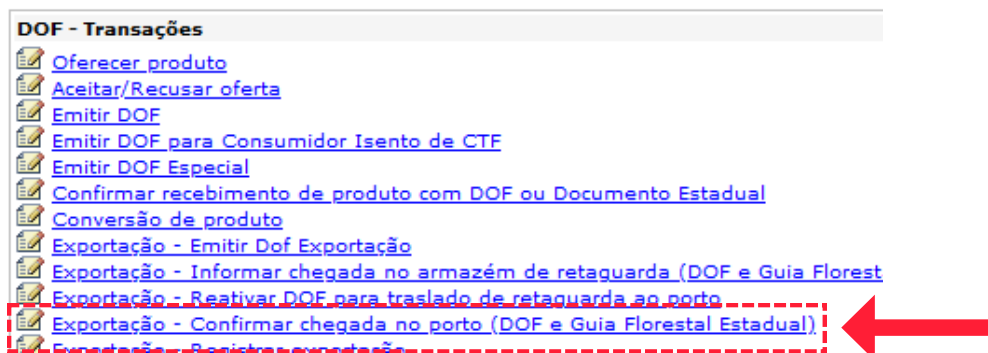 DOF - Transações
Oferecer produto
Aceitar/Recusar oferta
Emitir DOF
Emitir DOF para Consumidor Isento de CTF
Emitir DOF Especial
Confirmar recebimento de produto com DOF ou Documento Estadual
Conversão de produto
Exportação - Emitir Dof Exportação
Exportação - Informar chegada no armazém de retaguarda (DOF e Guia Florest
Exportação - Reativar DOF para traslado de retaguarda ao porto
Exportação - Confirmar chegada no porto (DOF e Guia Florestal Estadual)
Exportação - Registrar exportação